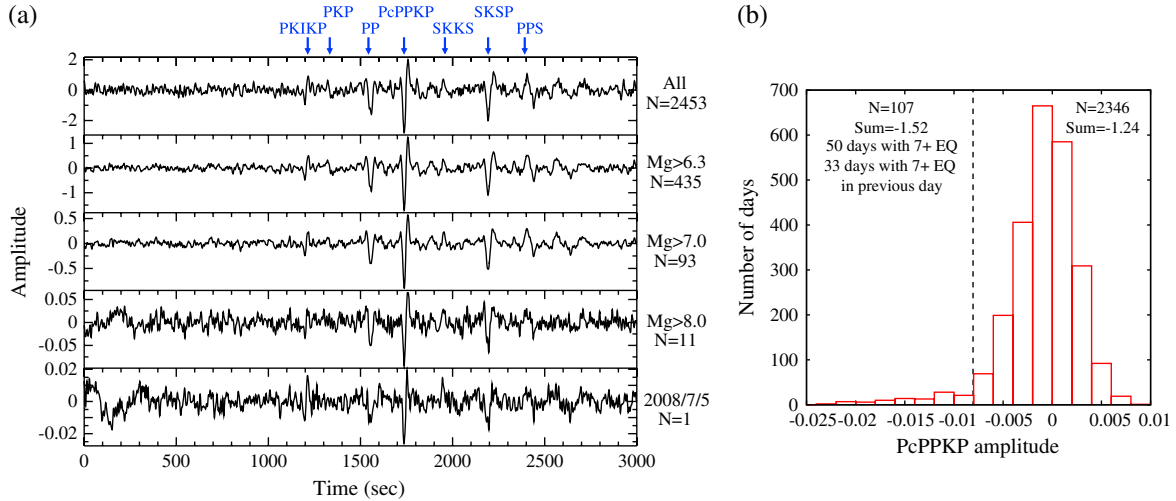 (a)
PKIKP
PKP
PP
PcPPKP
SKKS
SKSP
PPS
2
0
-2
All
N=2453
1
0
-1
Mg>6.3
N=435
0.5
0
-0.5
Mg>7.0
N=93
0.05
0
-0.05
Mg>8.0
N=11
0.02
0
-0.02
2008/7/5
N=1
Amplitude
0 500 1000 1500 2000 2500 3000
Time (sec)
(b)
N=107
Sum=-1.52
50 days with 7+ EQ
33 days with 7+ EQ
in previous day
N=2346
Sum=-1.24
700
600
500
400
300
200
100
0
Number of days
-0.025 -0.02 -0.015 -0.01 -0.005 0 0.005 0.01
PcPPKP amplitude